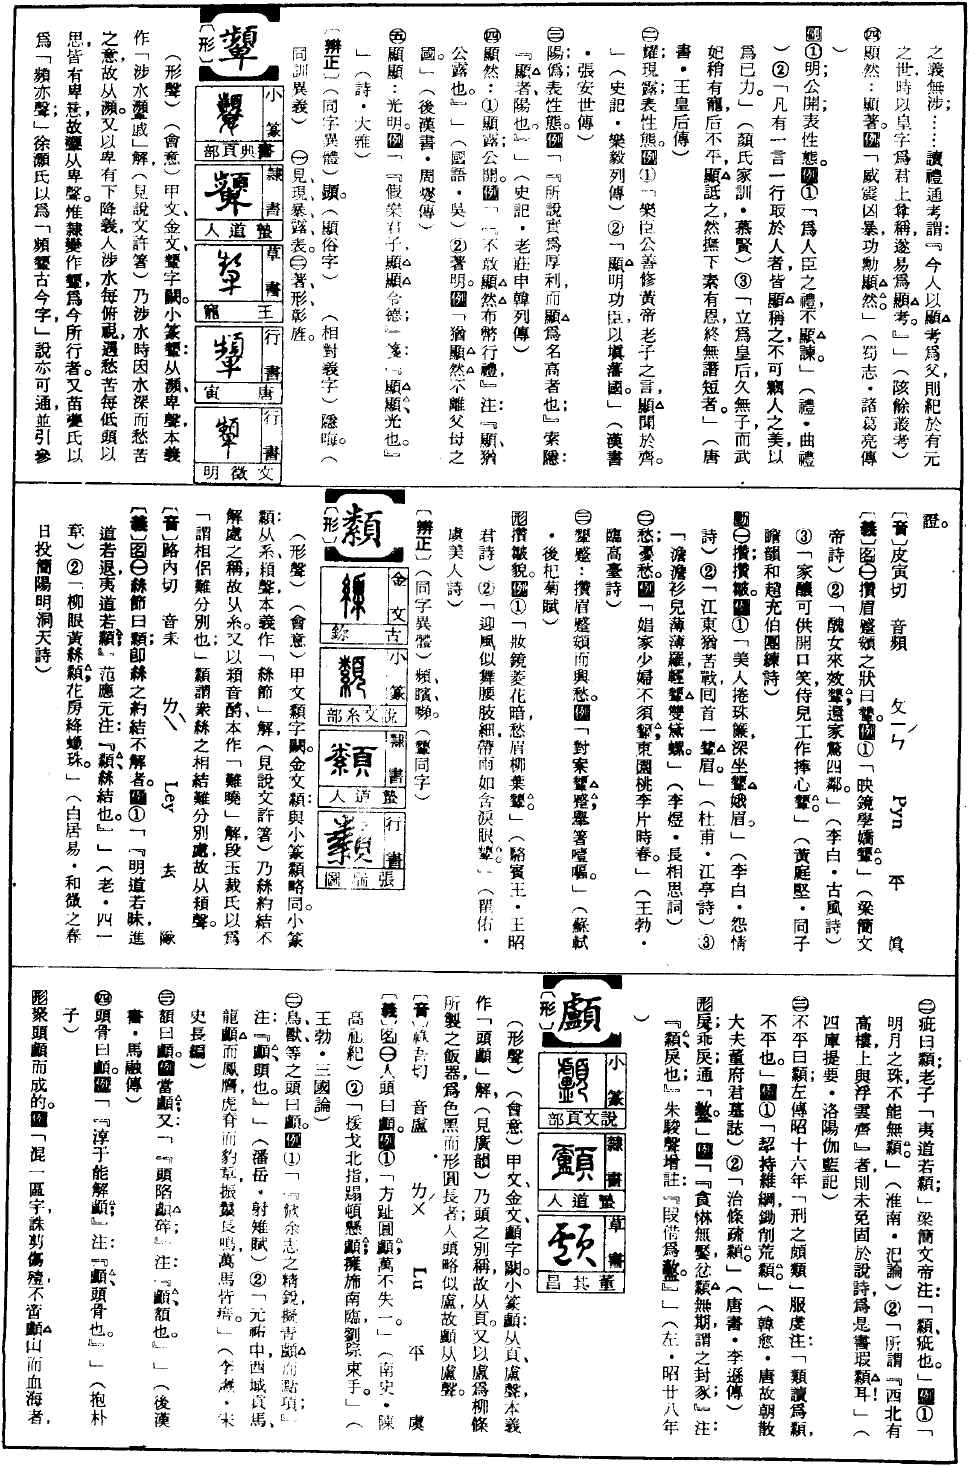 之義無涉；……讀禮通考謂：『今人以顯考爲父，則紀於有元
之世，時以皇字爲君上尊稱，遂易爲顯考。』」（陔餘叢考）
㈣顯然：顯著。例「威震凶暴，功勳顯然。」（蜀志・諸葛亮傳
）
①明公開表性態。例①「爲人臣之禮，不顯諫。」（禮・曲禮
）②「凡有一言一行，取於人者，皆顯稱之，不可竊人之美，以
爲己力。」（顏氏家訓・慕賢）③「立爲皇后，久無子，而武
妃稍有寵，后不平，顯詆之，然撫下素有恩，終無譖短者。」（唐
書・王皇后傳）
㈡耀現露表性態。例①「樂臣公善修黃帝老子之言，顯聞於齊。
」（史記・樂毅列傳）②「顯明功臣以塡藩國。」（漢書
・張安世傳）
㈢陽僞表性態。例「『所說實爲厚利而顯爲名高者也』索隱：
『顯者陽也。』」（史記・老莊申韓列傳）
㈣顯然：①顯露公開。例「『不敢顯然布幣行禮』注：『顯，猶
公露也。』」（國語・吳）②著明。例「猶顯然不離父母之
國。」（後漢書・周燮傳）
㈤顯顯：光明。例「『假樂君子，顯顯令德』；箋：『顯顯，光也。』
」（詩・大雅）
〔辨正〕（同字異體）顕（顯俗字）（相對義字）隱、晦。（
同訓異義）㈠見、現、暴、露、表。㈡著、形、彰、旌。
顰
〔形〕
小篆
書典頁部
隸書
蟄道人
草書
王寵
行書
唐寅
行書
文徵明
（形聲）（會意）甲文、金文顰字闕。小篆顰：从瀕，卑聲，本義
作「涉水顰戚」解，（見說文許箸）乃涉水時因水深而愁苦
之意，故从瀕。又以卑有下降義，人涉水每俯視，遇愁苦每低頭以
思，皆有卑意，故顰从卑聲。惟隸變作顰，爲今所行者。又苗夔氏以
爲「頻亦聲」徐灝氏以爲「頻顰古今字」說亦可通，並引參
證。
〔音〕皮寅切　音頻　ㄆㄧㄣˊ　Pyn　平　眞
〔義〕名㈠攢眉蹙頞之狀曰顰。例①「映鏡學嬌顰。」（梁簡文
帝詩）②「醜女來效顰，還家驚四鄰。」（李白・古風詩）
③「家釀可供開口笑，侍兒工作捧心顰。」（黃庭堅・同子
瞻韻和趙充伯團練詩）
動㈠攢：攢皺。例①「美人捲珠簾，深坐顰蛾眉。」（李白・怨情
詩）②「江東猶苦戰，回首一顰眉。」（杜甫・江亭詩）③
「澹澹衫兒薄薄羅，輕顰雙黛螺。」（李煜・長相思詞）
㈡愁：憂愁。例「娼家少婦不須顰，東園桃李片時春。」（王勃・
臨高臺詩）
㈢顰蹙：攢眉蹙頞而興愁。例「對案顰蹙，舉箸噎嘔。」（蘇軾
・後杞菊賦）
形攢皺貌。例①「妝鏡菱花暗，愁眉柳葉顰。」（駱賓王・王昭
君詩）②「迎風似舞腰肢細，帶雨如含淚眼顰。」（瞿佑・
虞美人詩）
〔辨正〕（同字異體）頻、矉、嚬。（顰同字）
纇
〔形〕
金文
古鉥
小篆
說文糸部
隸書
蟄道人
行書
張瑞圖
（形聲）（會意）甲文纇字闕。金文纇與小篆纇略同。小篆
纇：从糸，頪聲，本義作「絲節」解，（見說文許箸）乃絲約結不
解處之稱，故从糸。又以頪音酹，本作「難曉」解，段玉裁氏以爲
「謂相侶難分別也」纇謂衆絲之相結難分別處，故从頪聲。
〔音〕路內切　音耒　ㄌㄟˋ　Ley　去　隊
〔義〕名㈠絲節曰纇，卽絲之約結不解者。例①「『明道若昧，進
道若退，夷道若纇。』范應元注：『纇，絲結也。』」（老・四一
章）②「柳眼黃絲纇，花房絳蠟珠。」（白居易・和微之春
日投簡陽明洞天詩）
㈡疵曰纇，老子「夷道若纇」梁簡文帝注：「纇，疵也。」例①「
明月之珠，不能無纇。」（淮南・氾論）②「所謂『西北有
高樓，上與浮雲齊』者，則未免固於說詩，爲是書瑕纇耳！」（
四庫提要・洛陽伽藍記）
㈢不平曰纇，左傳昭十六年「刑之頗纇」服虔注：「纇讀爲纇，
不平也。」例①「挈持維綱，鋤削荒纇。」（韓愈・唐故朝散
大夫董府君墓誌）②「治條疏纇。」（唐書・李遜傳）
形戾；乖戾；通「盭」例「『貪惏無饜，忿纇無期，謂之封豕』注：
『纇，戾也』朱駿聲增註：『叚借爲盭。』」（左・昭廿八年
）
顱
〔形〕
小篆
說文頁部
隸書
蟄道人
草書
董其昌
（形聲）（會意）甲文、金文顱字闕。小篆顱：从頁，盧聲，本義
作「頭顱」解，（見廣韻）乃頭之別稱，故从頁。又以盧爲柳條
所製之飯器，爲色黑而形圓長者；人頭略似盧，故顱从盧聲。
〔音〕籠吾切　音盧　ㄌㄨˊ　Lu　平　虞
〔義〕名㈠人頭曰顱。例①「方趾圓顱，萬不失一。」（南史・陳
高祖紀）②「投戈北指，蹋頓懸顱；擁旆南臨，劉琮束手。」（
王勃・三國論）
㈡鳥獸等之頭曰顱。例①「『鯨余志之精銳，擬青顱而點項』
注：『顱，頭也。』」（潘岳・射雉賦）②「元祐中，西域貢馬，
龍顱而鳳膺，虎脊而豹章，振鬣長鳴，萬馬皆瘖。」（李燾・宋
史長編）
㈢額曰顱。例「當顱，又；『頭陷顱碎』注：『顱，額也。』」（後漢
書・馬融傳）
㈣頭骨曰顱。例「『淳于能解顱』注：『顱，頭骨也。』」（抱朴
子）
形聚頭顱而成的。例「混一區宇，誅夷傷殪，不啻顱山而血海者，